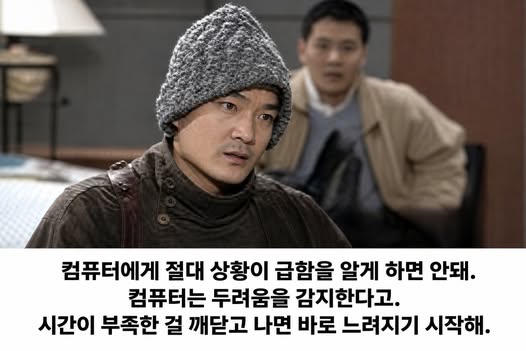 컴퓨터에게 절대 상황이 급함을 알게 하면 안돼.
컴퓨터는 두려움을 감지한다고.
시간이 부족한 걸 깨닫고 나면 바로 느려지기 시작해.